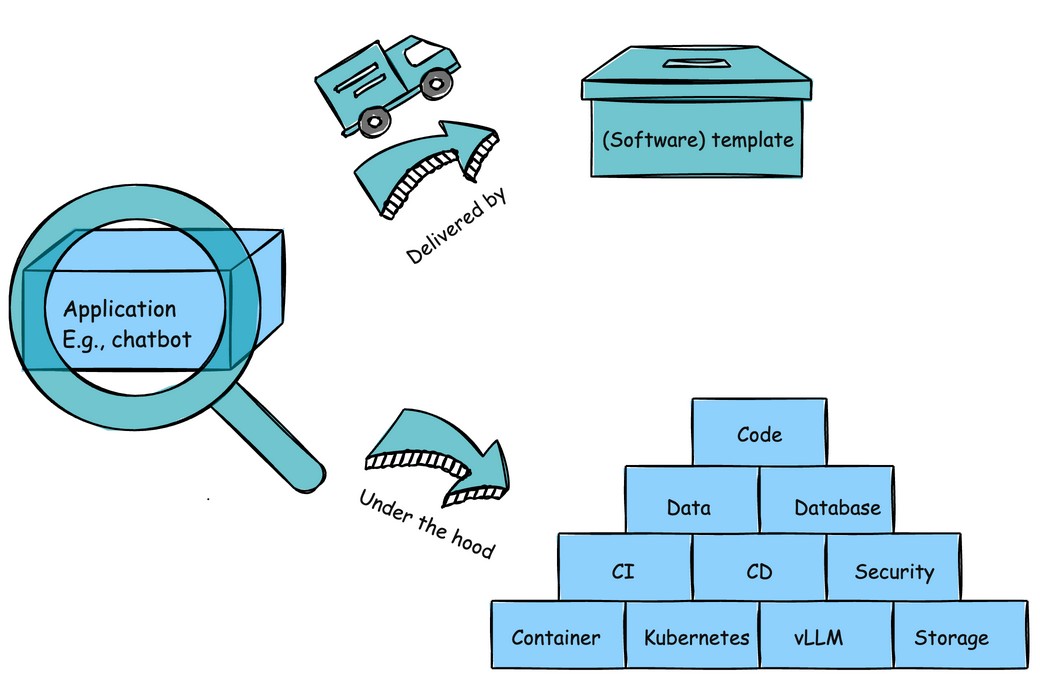 (Software) template
Delivered by
Application
E.g., chatbot
Under the hood
Code
Data
Database
CI
CD
Security
Container
Kubernetes
vLLM
Storage